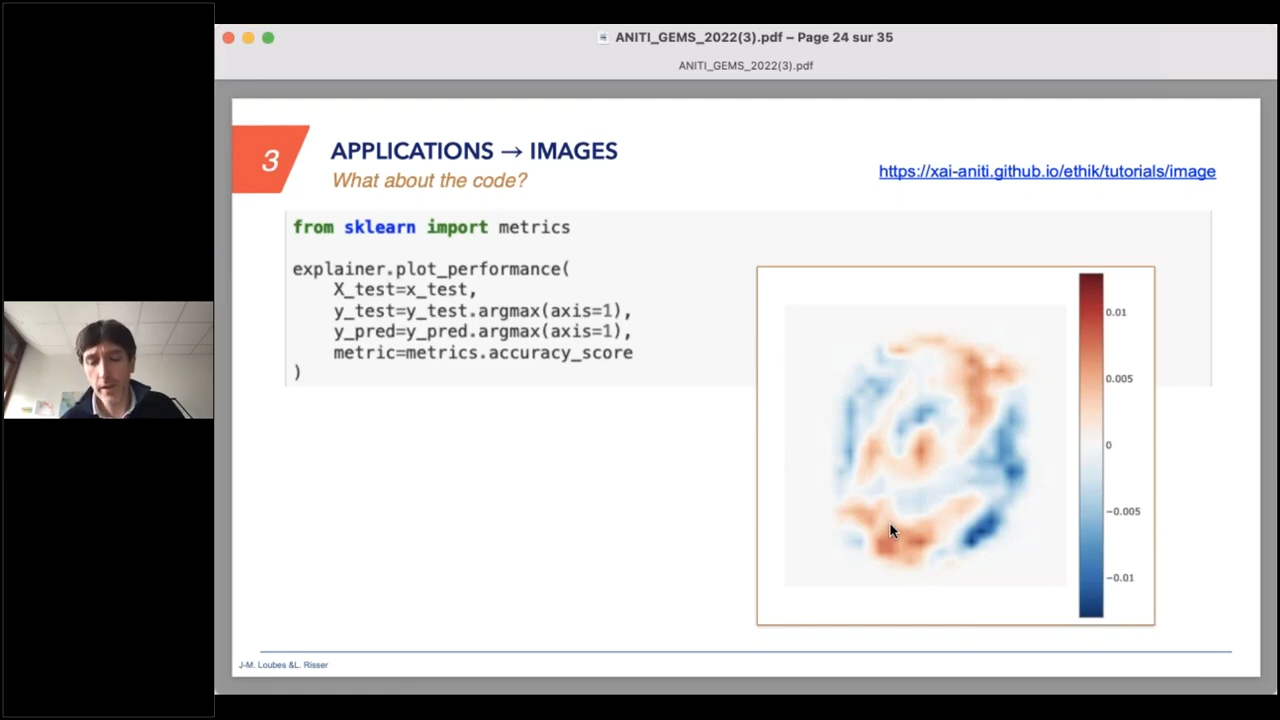 ANITI_GEMS_2022(3).pdf – Page 24 sur 35
ANITI_GEMS_2022(3).pdf
3
APPLICATIONS → IMAGES
What about the code?
https://xai-aniti.github.io/ethik/tutorials/image
from sklearn import metrics
explainer.plot_performance(
X_test=x_test,
y_test=y_test.argmax(axis=1),
y_pred=y_pred.argmax(axis=1),
metric=metrics.accuracy_score
)
0.01
0.005
0
−0.005
−0.01
J-M. Loubes &L. Risser